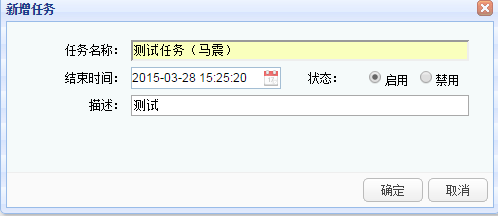 新增任务
任务名称： 测试任务（马震）
结束时间： 2015-03-28 15:25:20 状态： 启用 禁用
描述： 测试
确定 取消